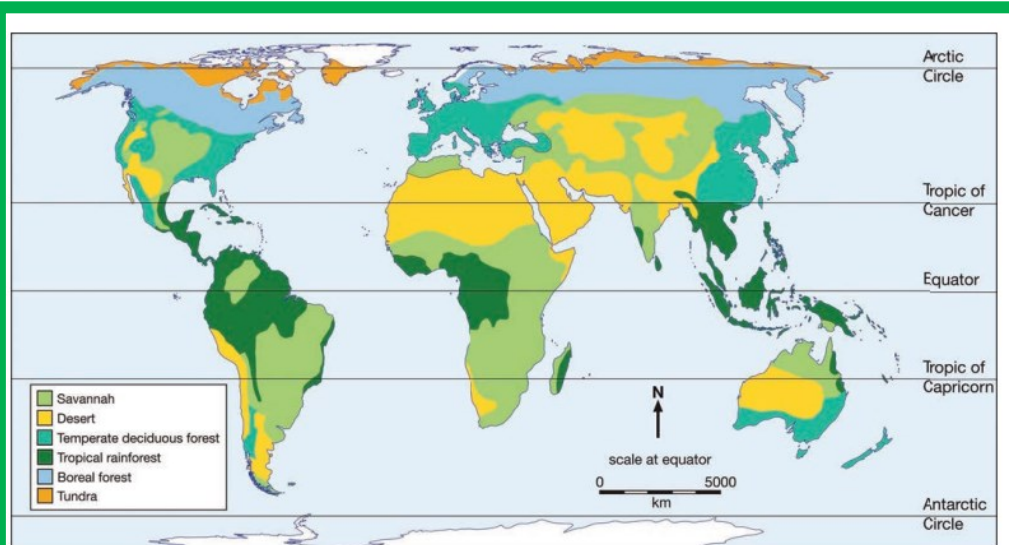 Arctic
Circle
Tropic of
Cancer
Equator
Tropic of
Capricorn
Savannah
Desert
Temperate deciduous forest
Tropical rainforest
Boreal forest
Tundra
N
scale at equator
0 5000
km
Antarctic
Circle